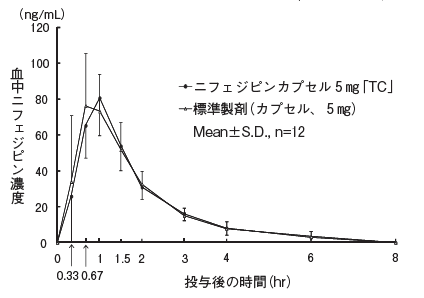 (ng/mL)
120
100
80
60
40
20
0
血中ニフェジピン濃度
ニフェジピンカプセル5㎎「TC」
標準製剤(カプセル、5㎎)
Mean±S.D., n=12
0 1 1.5 2 3 4 6 8
0.33 0.67
投与後の時間(hr)